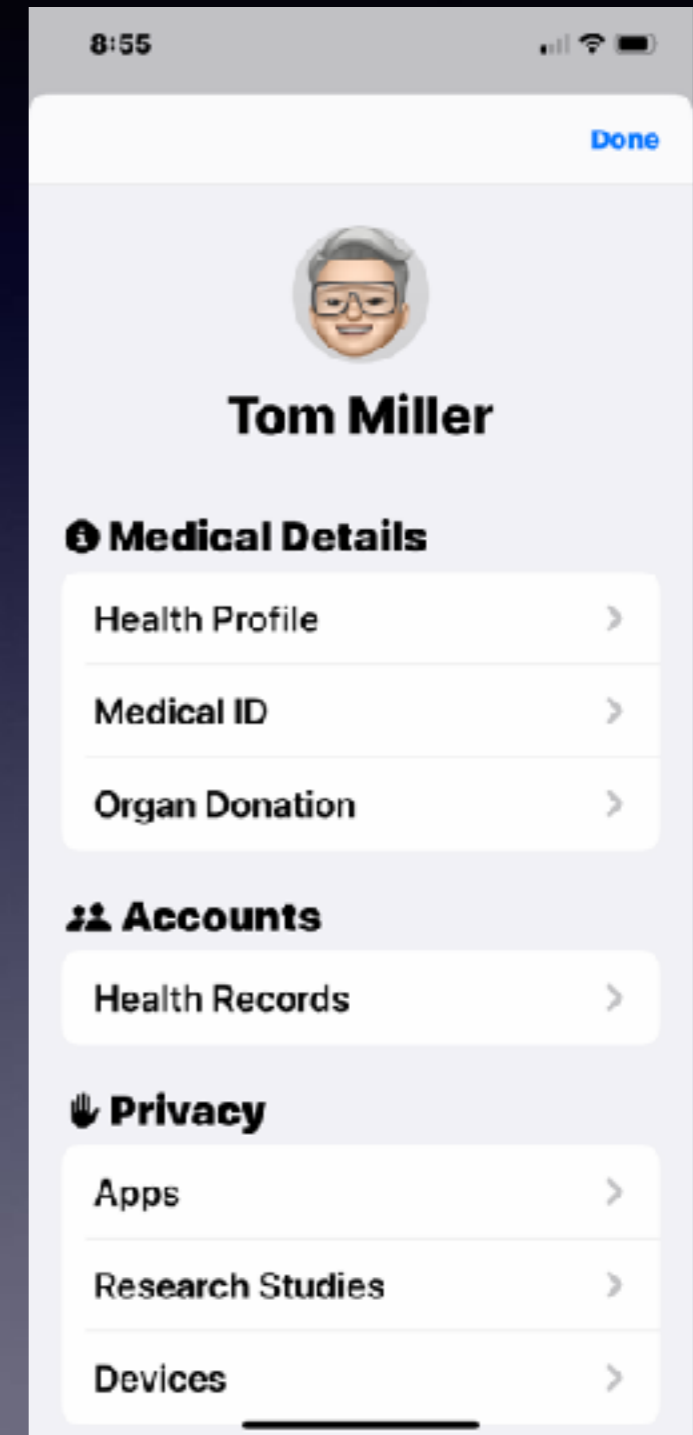 8:55
Done
Tom Miller
Medical Details
Health Profile
Medical ID
Organ Donation
Accounts
Health Records
Privacy
Apps
Research Studies
Devices